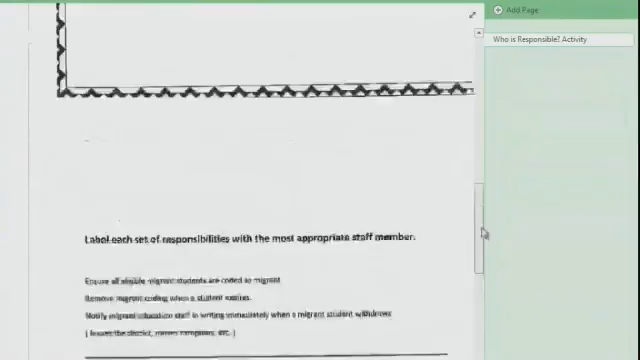 Add Page
Who is Responsible? Activity
Label each set of responsibilities with the most appropriate staff member.
Ensure all eligible migrant students are coded as migrant
Remove migrant coding when a student expires.
Notify migrant education staff in writing immediately when a migrant student withdraws
( leaves the district, moves campuses, etc. )